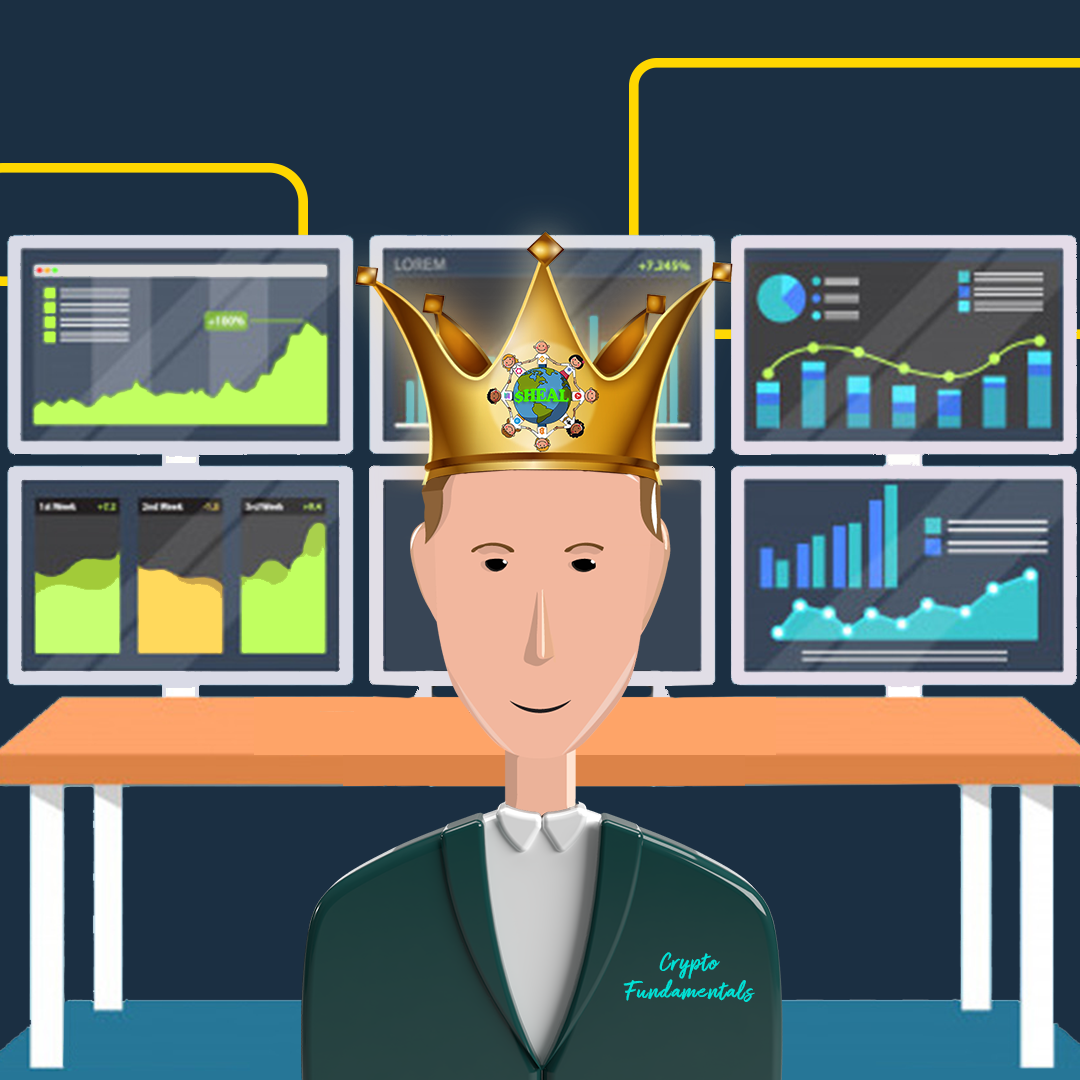 LOREM
+7,245%
+180%
$HEAL
1st Week
2nd Week
3rd Week
Crypto
Fundamentals